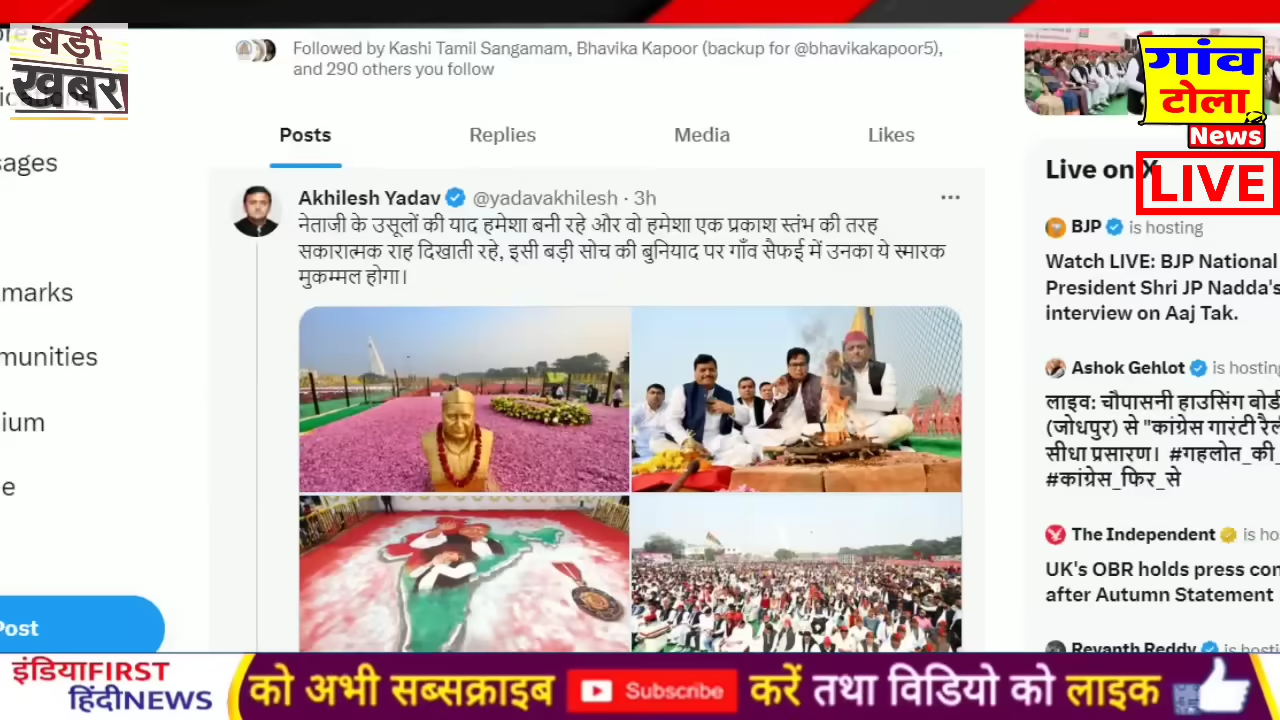 बड़ी
खबर
Followed by Kashi Tamil Sangamam, Bhavika Kapoor (backup for @bhavikakapoor5),
and 290 others you follow
गांव
टोला
News
LIVE
Posts
Replies
Media
Likes
sages
kmarks
munities
ium
e
Post
Akhilesh Yadav @yadavakhilesh · 3h
नेताजी के उसूलों की याद हमेशा बनी रहे और वो हमेशा एक प्रकाश स्तंभ की तरह
सकारात्मक राह दिखाती रहे, इसी बड़ी सोच की बुनियाद पर गाँव सैफई में उनका ये स्मारक
मुकम्मल होगा।
Live on X
BJP is hosting
Watch LIVE: BJP National
President Shri JP Nadda's
interview on Aaj Tak.
Ashok Gehlot is hosting
लाइव: चौपासनी हाउसिंग बोर्ड
(जोधपुर) से "कांग्रेस गारंटी रैली
सीधा प्रसारण। #गहलोत_की_
#कांग्रेस_फिर_से
The Independent is ho
UK's OBR holds press con
after Autumn Statement
Revanth Reddy is hosti
इंडियाFIRST
हिंदीNEWS
को अभी सब्सक्राइब Subscribe करें तथा विडियो को लाइक